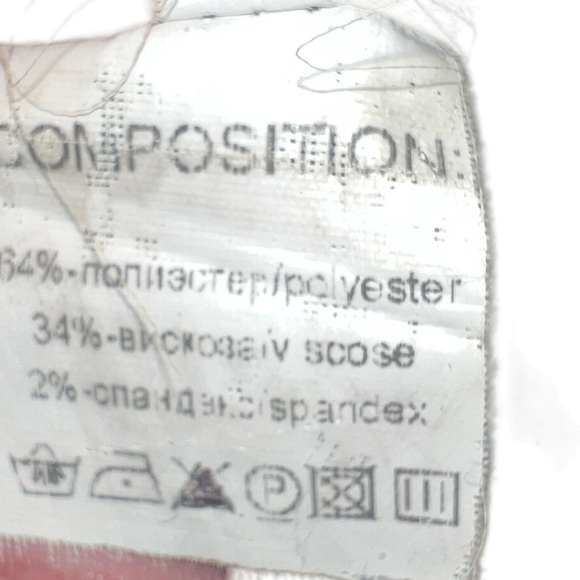 COMPOSITION:
64%-полиэстер/polyester
34%-вискоза/v scose
2%-спандекс/spandex
P